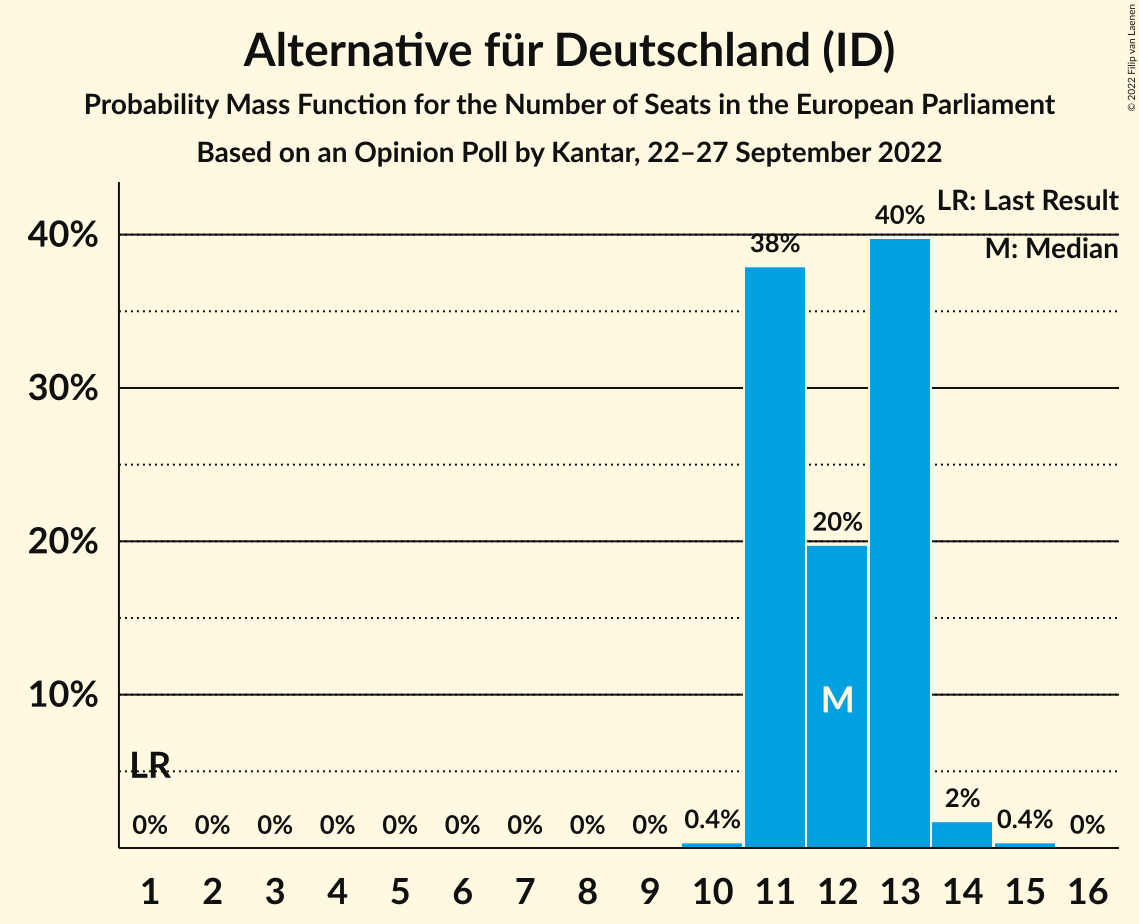 Alternative für Deutschland (ID)
Probability Mass Function for the Number of Seats in the European Parliament
Based on an Opinion Poll by Kantar, 22–27 September 2022
© 2022 Filip van Laenen
LR: Last Result
M: Median
40%
30%
20%
10%
LR
M
0% 0% 0% 0% 0% 0% 0% 0% 0% 0.4% 38% 20% 40% 2% 0.4% 0%
1 2 3 4 5 6 7 8 9 10 11 12 13 14 15 16